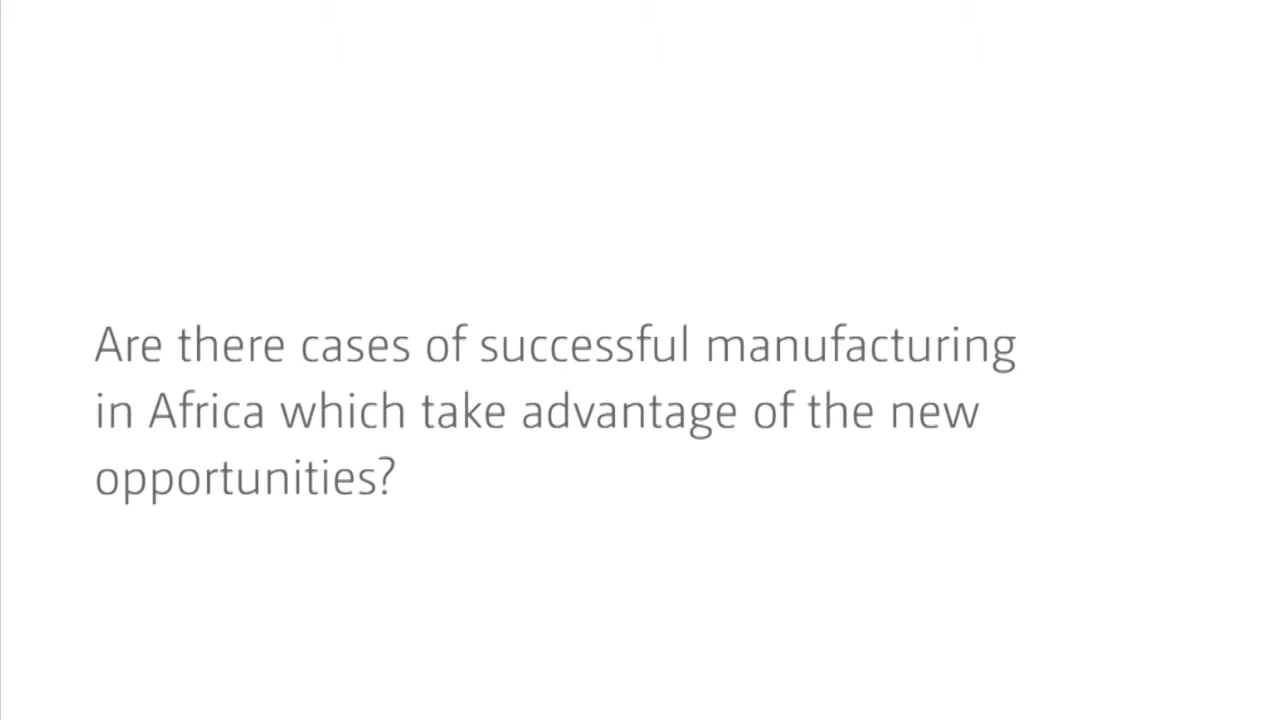 Are there cases of successful manufacturing
in Africa which take advantage of the new
opportunities?